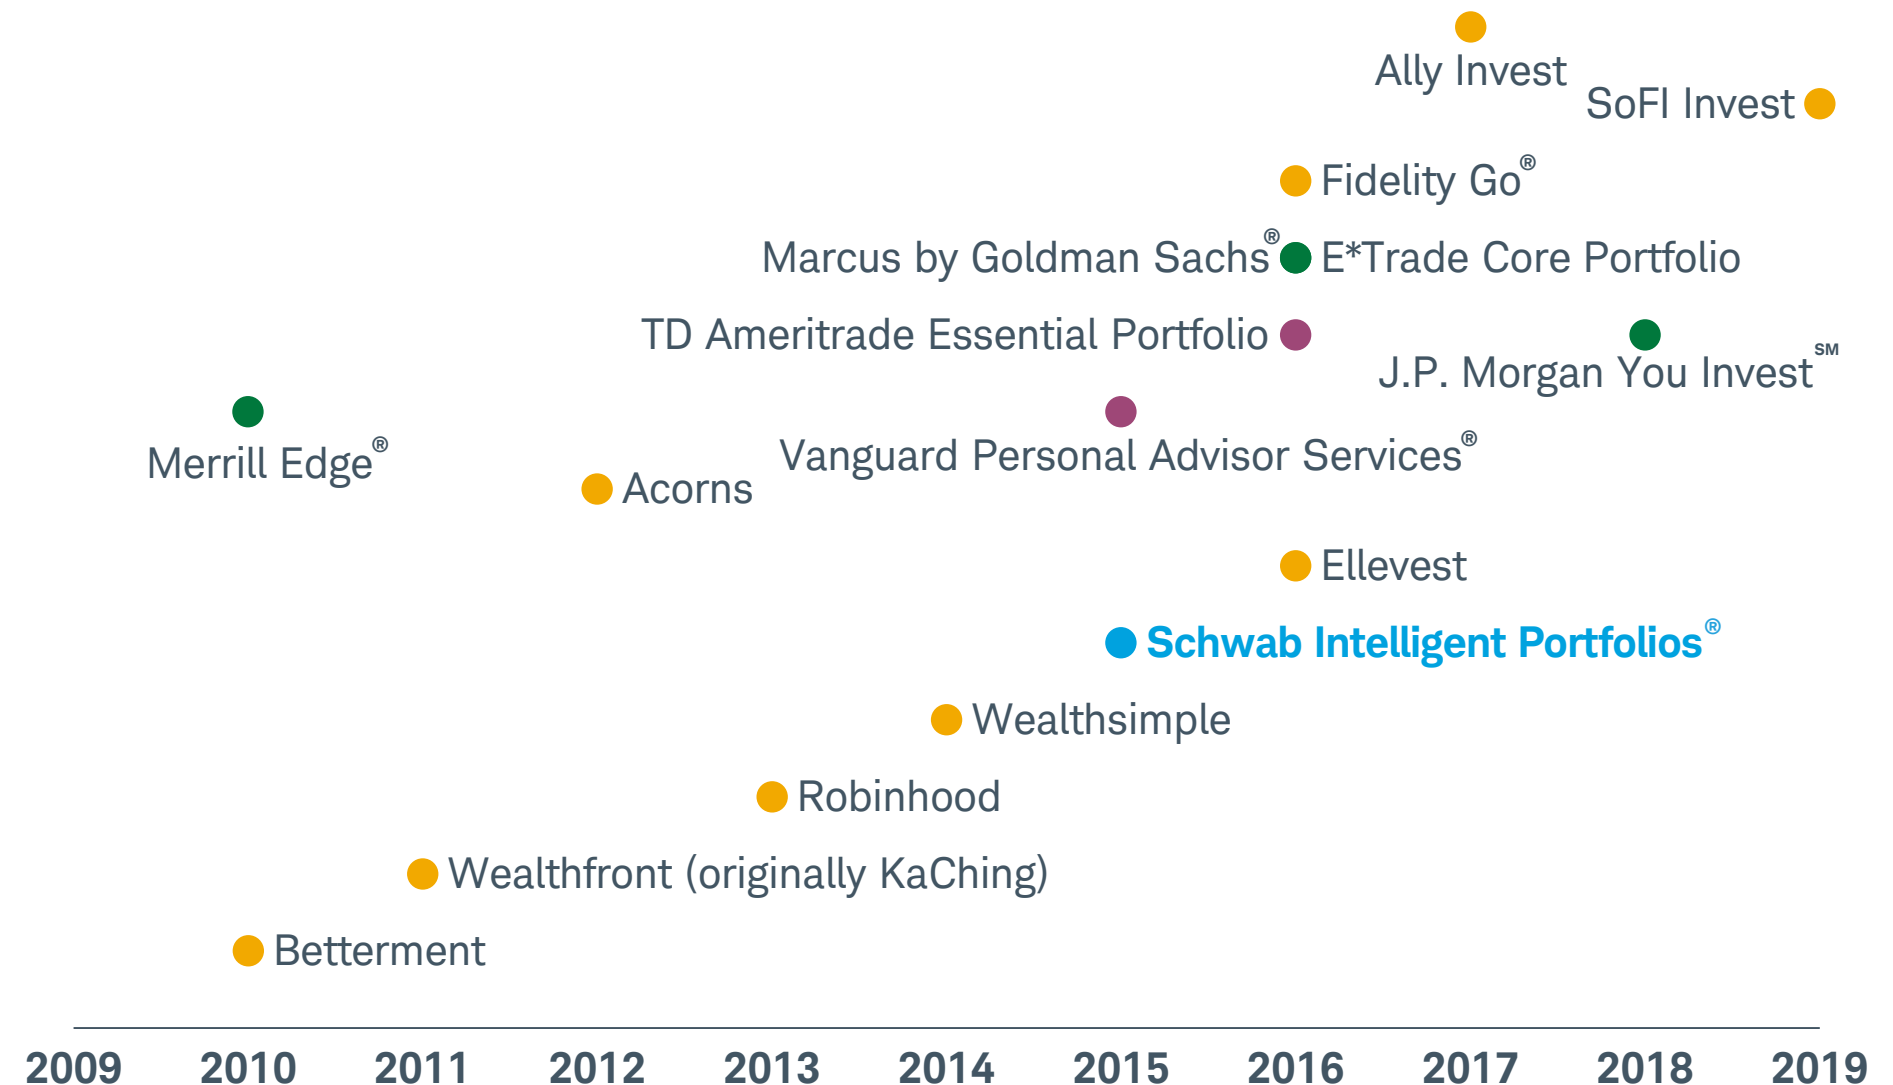 Ally Invest
SoFI Invest
Fidelity Go®
Marcus by Goldman Sachs® E*Trade Core Portfolio
TD Ameritrade Essential Portfolio
J.P. Morgan You Invest℠
Merrill Edge®
Vanguard Personal Advisor Services®
Acorns
Ellevest
Schwab Intelligent Portfolios®
Wealthsimple
Robinhood
Wealthfront (originally KaChing)
Betterment
2009 2010 2011 2012 2013 2014 2015 2016 2017 2018 2019